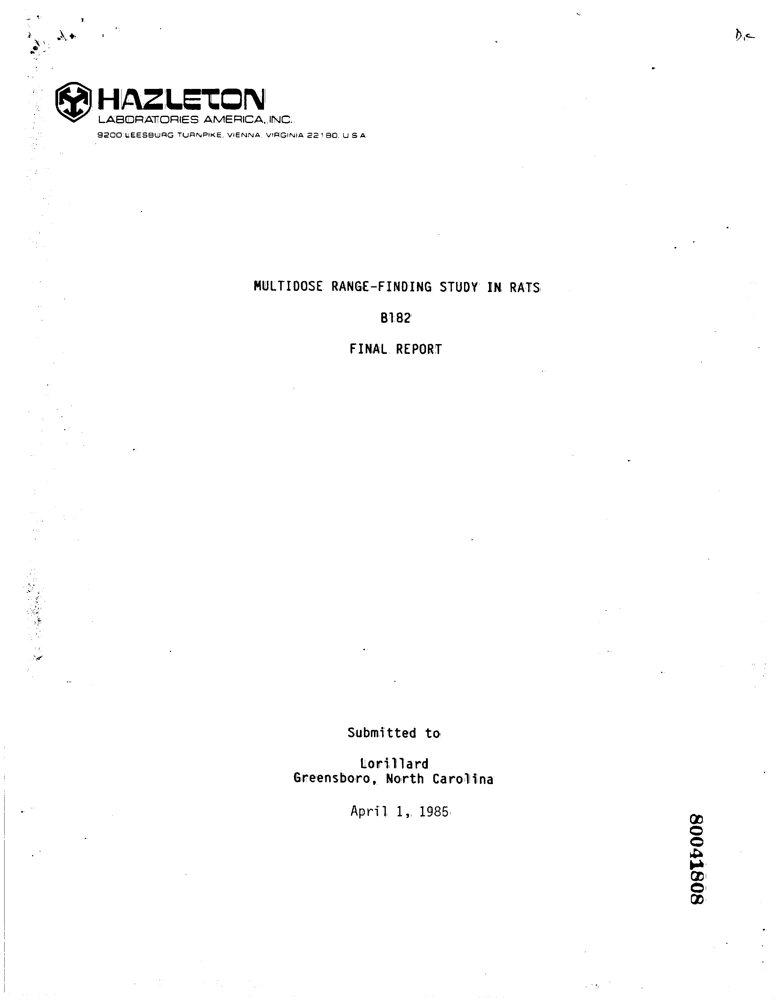 HAZLETON
LABORATORIES AMERICA, INC.
9200 LEESBURG TURNPIKE, VIENNA, VIRGINIA 22180, U.S.A.
MULTIDOSE RANGE-FINDING STUDY IN RATS
B182
FINAL REPORT
Submitted to
Lorillard
Greensboro, North Carolina
April 1, 1985
80041808